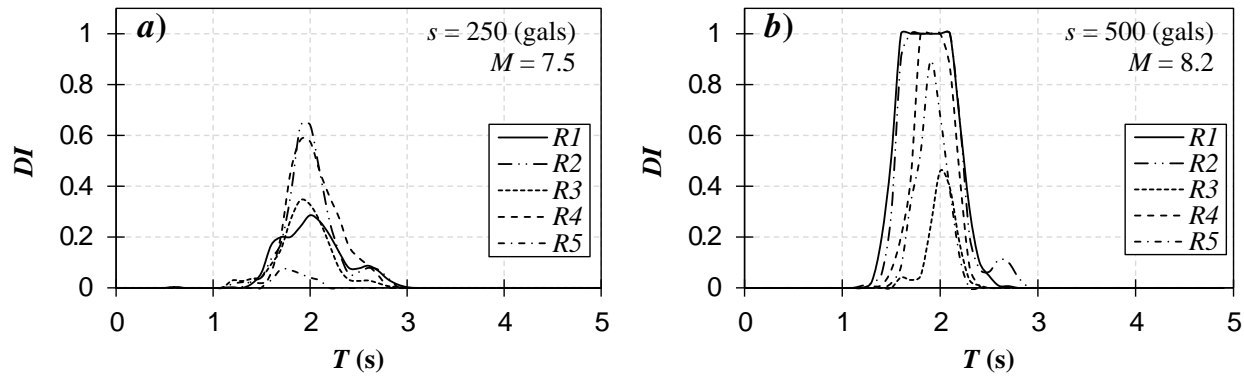 a)
s = 250 (gals)
M = 7.5
1
0.8
0.6
0.4
0.2
0
DI
R1
R2
R3
R4
R5
0 1 2 3 4 5
T (s)
b)
s = 500 (gals)
M = 8.2
1
0.8
0.6
0.4
0.2
0
DI
R1
R2
R3
R4
R5
0 1 2 3 4 5
T (s)